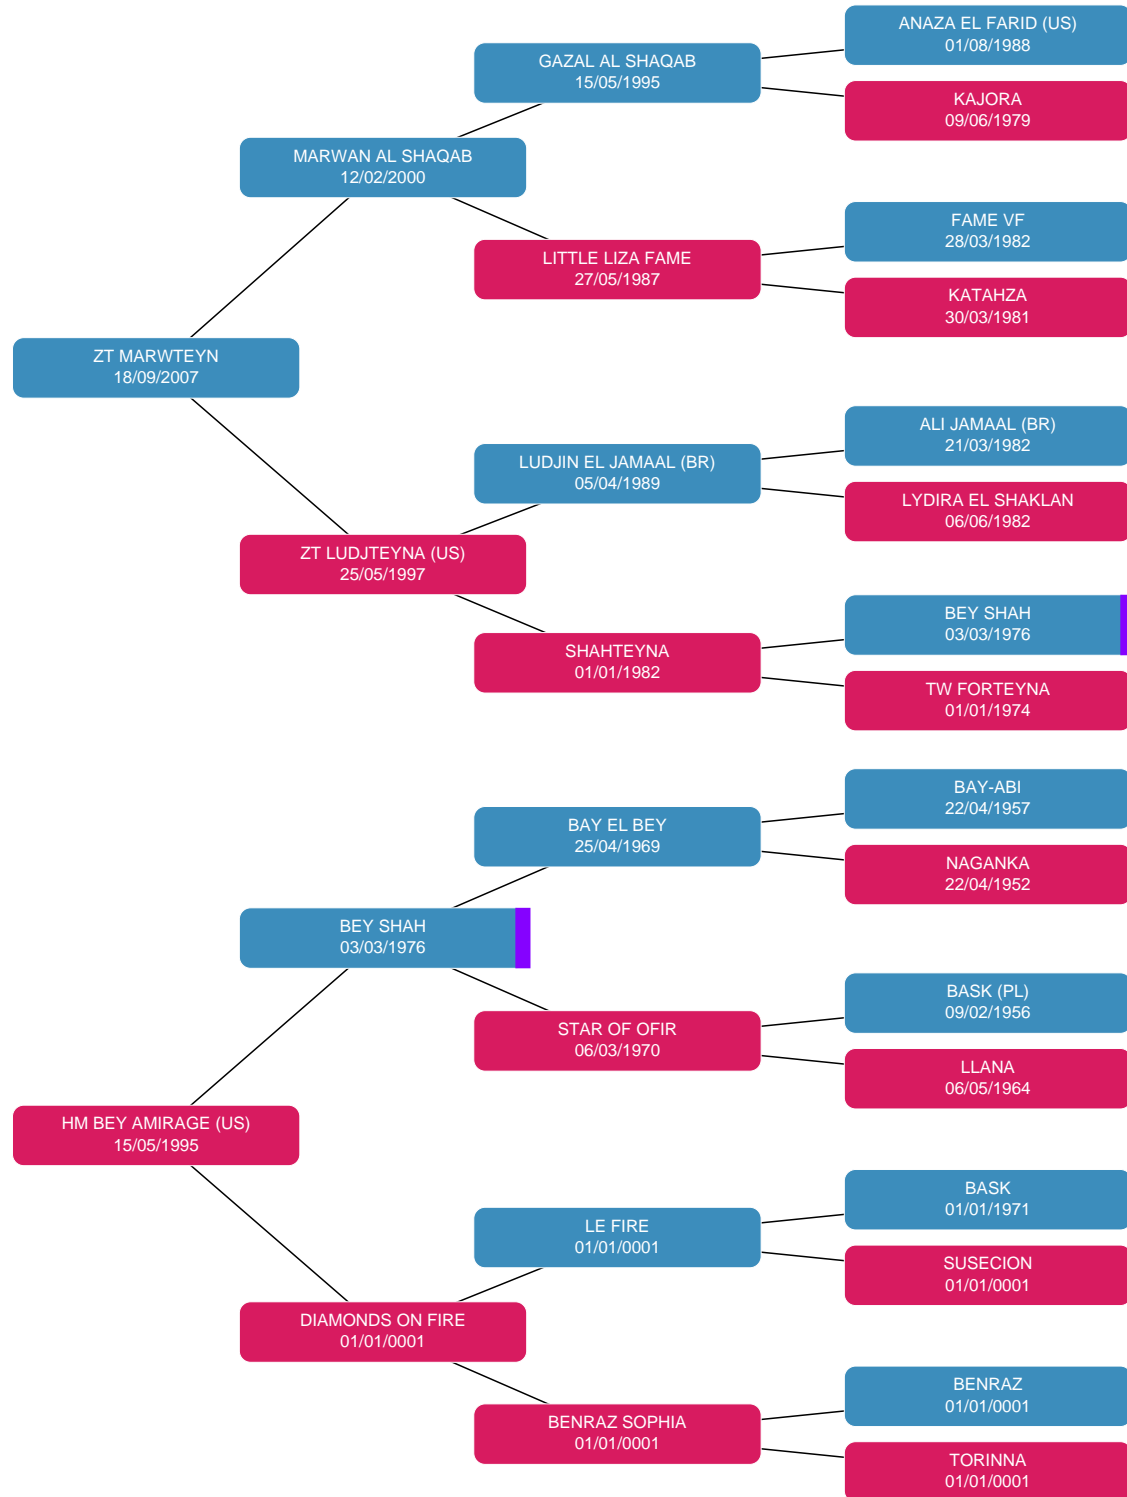 ANAZA EL FARID (US)
01/08/1988
GAZAL AL SHAQAB
15/05/1995
KAJORA
09/06/1979
MARWAN AL SHAQAB
12/02/2000
FAME VF
28/03/1982
LITTLE LIZA FAME
27/05/1987
KATAHZA
30/03/1981
ZT MARWTEYN
18/09/2007
ALI JAMAAL (BR)
21/03/1982
LUDJIN EL JAMAAL (BR)
05/04/1989
LYDIRA EL SHAKLAN
06/06/1982
ZT LUDJTEYNA (US)
25/05/1997
BEY SHAH
03/03/1976
SHAHTEYNA
01/01/1982
TW FORTEYNA
01/01/1974
BAY-ABI
22/04/1957
BAY EL BEY
25/04/1969
NAGANKA
22/04/1952
BEY SHAH
03/03/1976
BASK (PL)
09/02/1956
STAR OF OFIR
06/03/1970
LLANA
06/05/1964
HM BEY AMIRAGE (US)
15/05/1995
BASK
01/01/1971
LE FIRE
01/01/0001
SUSECION
01/01/0001
DIAMONDS ON FIRE
01/01/0001
BENRAZ
01/01/0001
BENRAZ SOPHIA
01/01/0001
TORINNA
01/01/0001